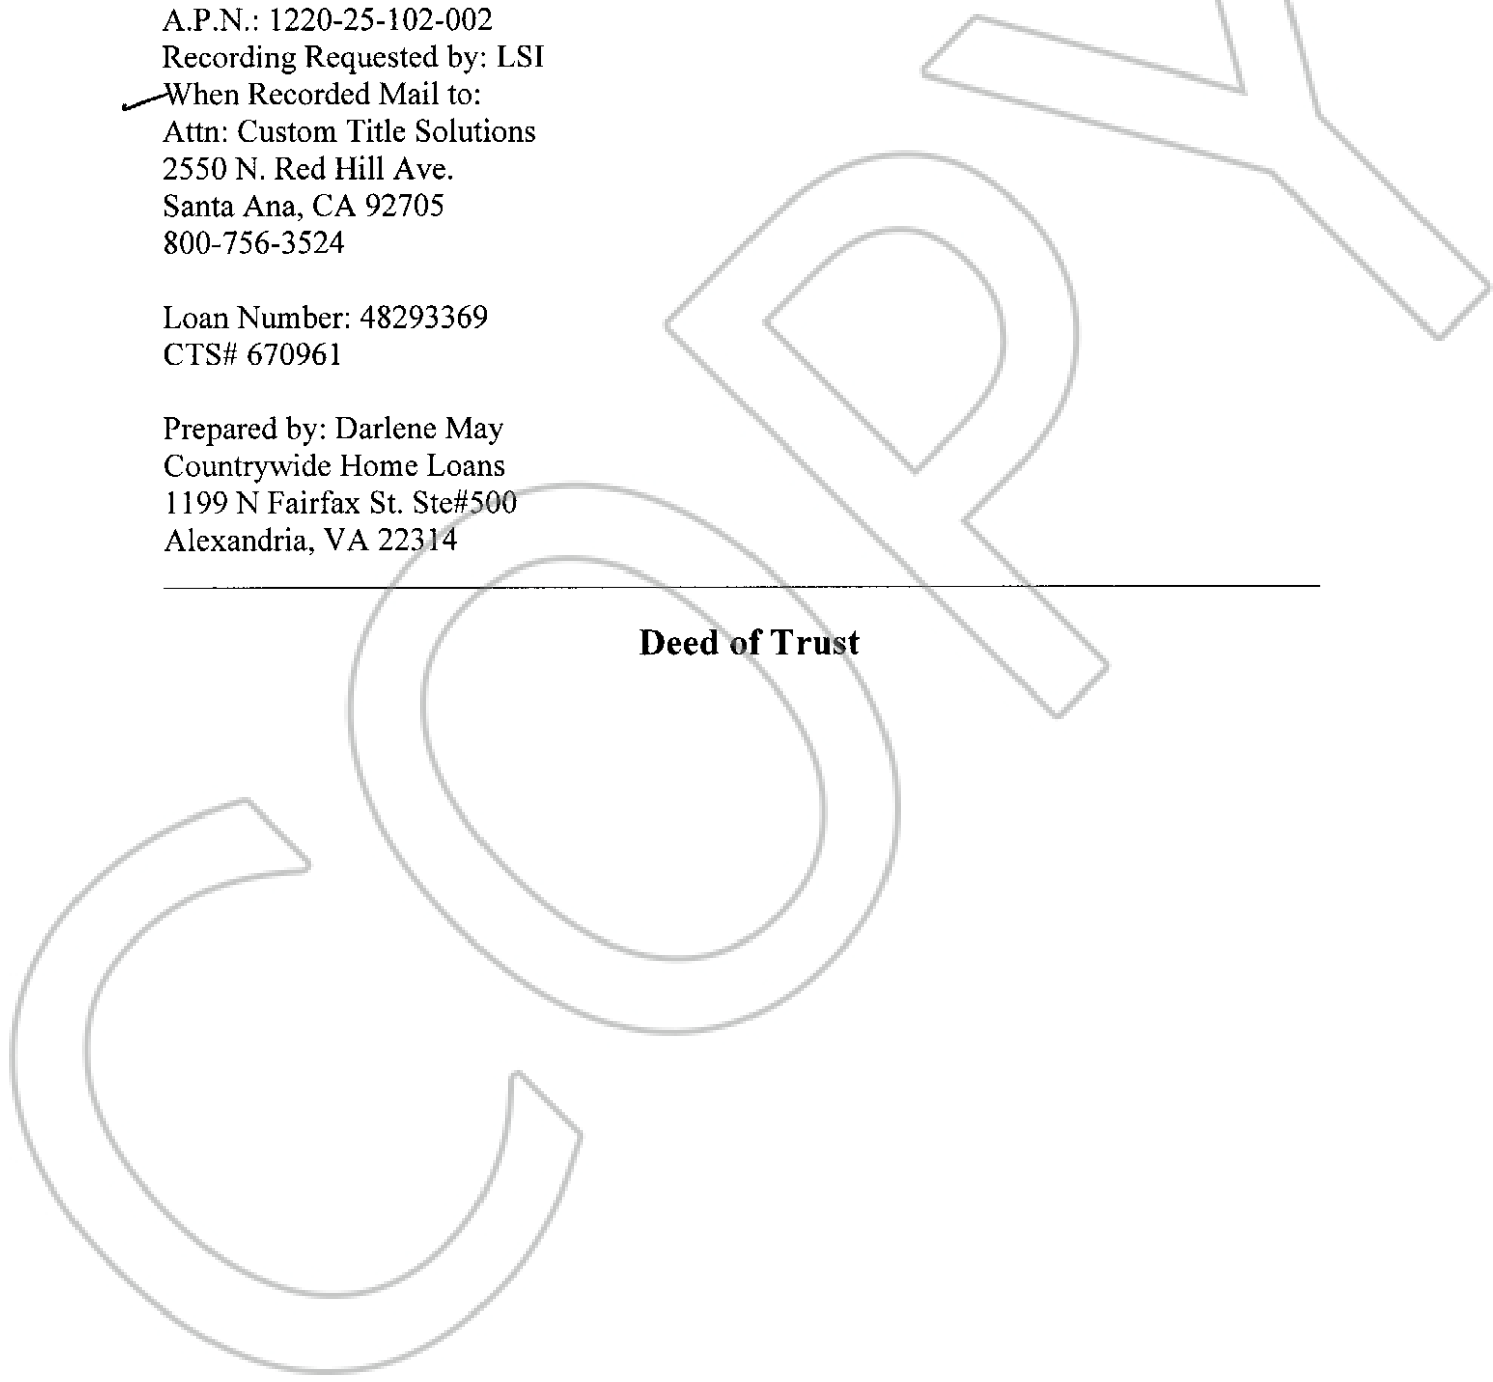 A.P.N.: 1220-25-102-002
Recording Requested by: LSI
When Recorded Mail to:
Attn: Custom Title Solutions
2550 N. Red Hill Ave.
Santa Ana, CA 92705
800-756-3524
Loan Number: 48293369
CTS# 670961
Prepared by: Darlene May
Countrywide Home Loans
1199 N Fairfax St. Ste#500
Alexandria, VA 22314
Deed of Trust
COPY